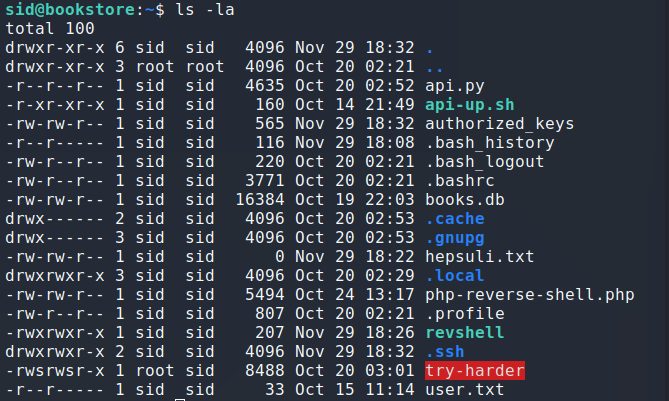 sid@bookstore:~$ ls -la
total 100
drwxr-xr-x 6 sid  sid   4096 Nov 29 18:32 .
drwxr-xr-x 3 root root  4096 Oct 20 02:21 ..
-r--r--r-- 1 sid  sid   4635 Oct 20 02:52 api.py
-r-xr-xr-x 1 sid  sid    160 Oct 14 21:49 api-up.sh
-rw-rw-r-- 1 sid  sid    565 Nov 29 18:32 authorized_keys
-r--r----- 1 sid  sid    116 Nov 29 18:08 .bash_history
-rw-r--r-- 1 sid  sid    220 Oct 20 02:21 .bash_logout
-rw-r--r-- 1 sid  sid   3771 Oct 20 02:21 .bashrc
-rw-rw-r-- 1 sid  sid  16384 Oct 19 22:03 books.db
drwx------ 2 sid  sid   4096 Oct 20 02:53 .cache
drwx------ 3 sid  sid   4096 Oct 20 02:53 .gnupg
-rw-r--r-- 1 sid  sid      0 Nov 29 18:22 hepsuli.txt
drwxrwxr-x 3 sid  sid   4096 Oct 20 02:29 .local
-rw-rw-r-- 1 sid  sid   5494 Oct 24 13:17 php-reverse-shell.php
-rw-r--r-- 1 sid  sid    807 Oct 20 02:21 .profile
-rwxrwxr-x 1 sid  sid    207 Nov 29 18:26 revshell
drwxrwxr-x 2 sid  sid   4096 Nov 29 18:32 .ssh
-rwsrwsr-x 1 root sid   8488 Oct 20 03:01 try-harder
-r--r----- 1 sid  sid     33 Oct 15 11:14 user.txt